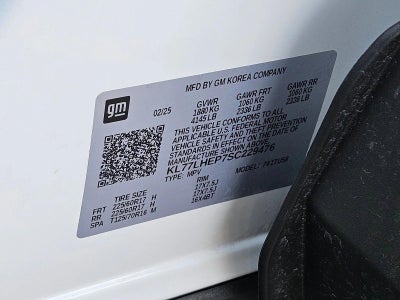 gm
MFD BY GM KOREA COMPANY
02/25 GVWR GAWR FRT GAWR RR
1880 KG 1060 KG 1060 KG
4145 LB 2336 LB 2336 LB
THIS VEHICLE CONFORMS TO ALL
APPLICABLE U.S. FEDERAL MOTOR
VEHICLE SAFETY AND THEFT PREVENTION
STANDARDS IN EFFECT ON THE DATE OF
MANUFACTURE SHOWN ABOVE.
KL77LHEP7SC229476
TYPE: MPV MODEL:
TIRE SIZE RIM
FRT 225/60R17 H 17X7.5J
RR 225/60R17 H 17X7.5J
SPA T125/70R16 M 16X4BT